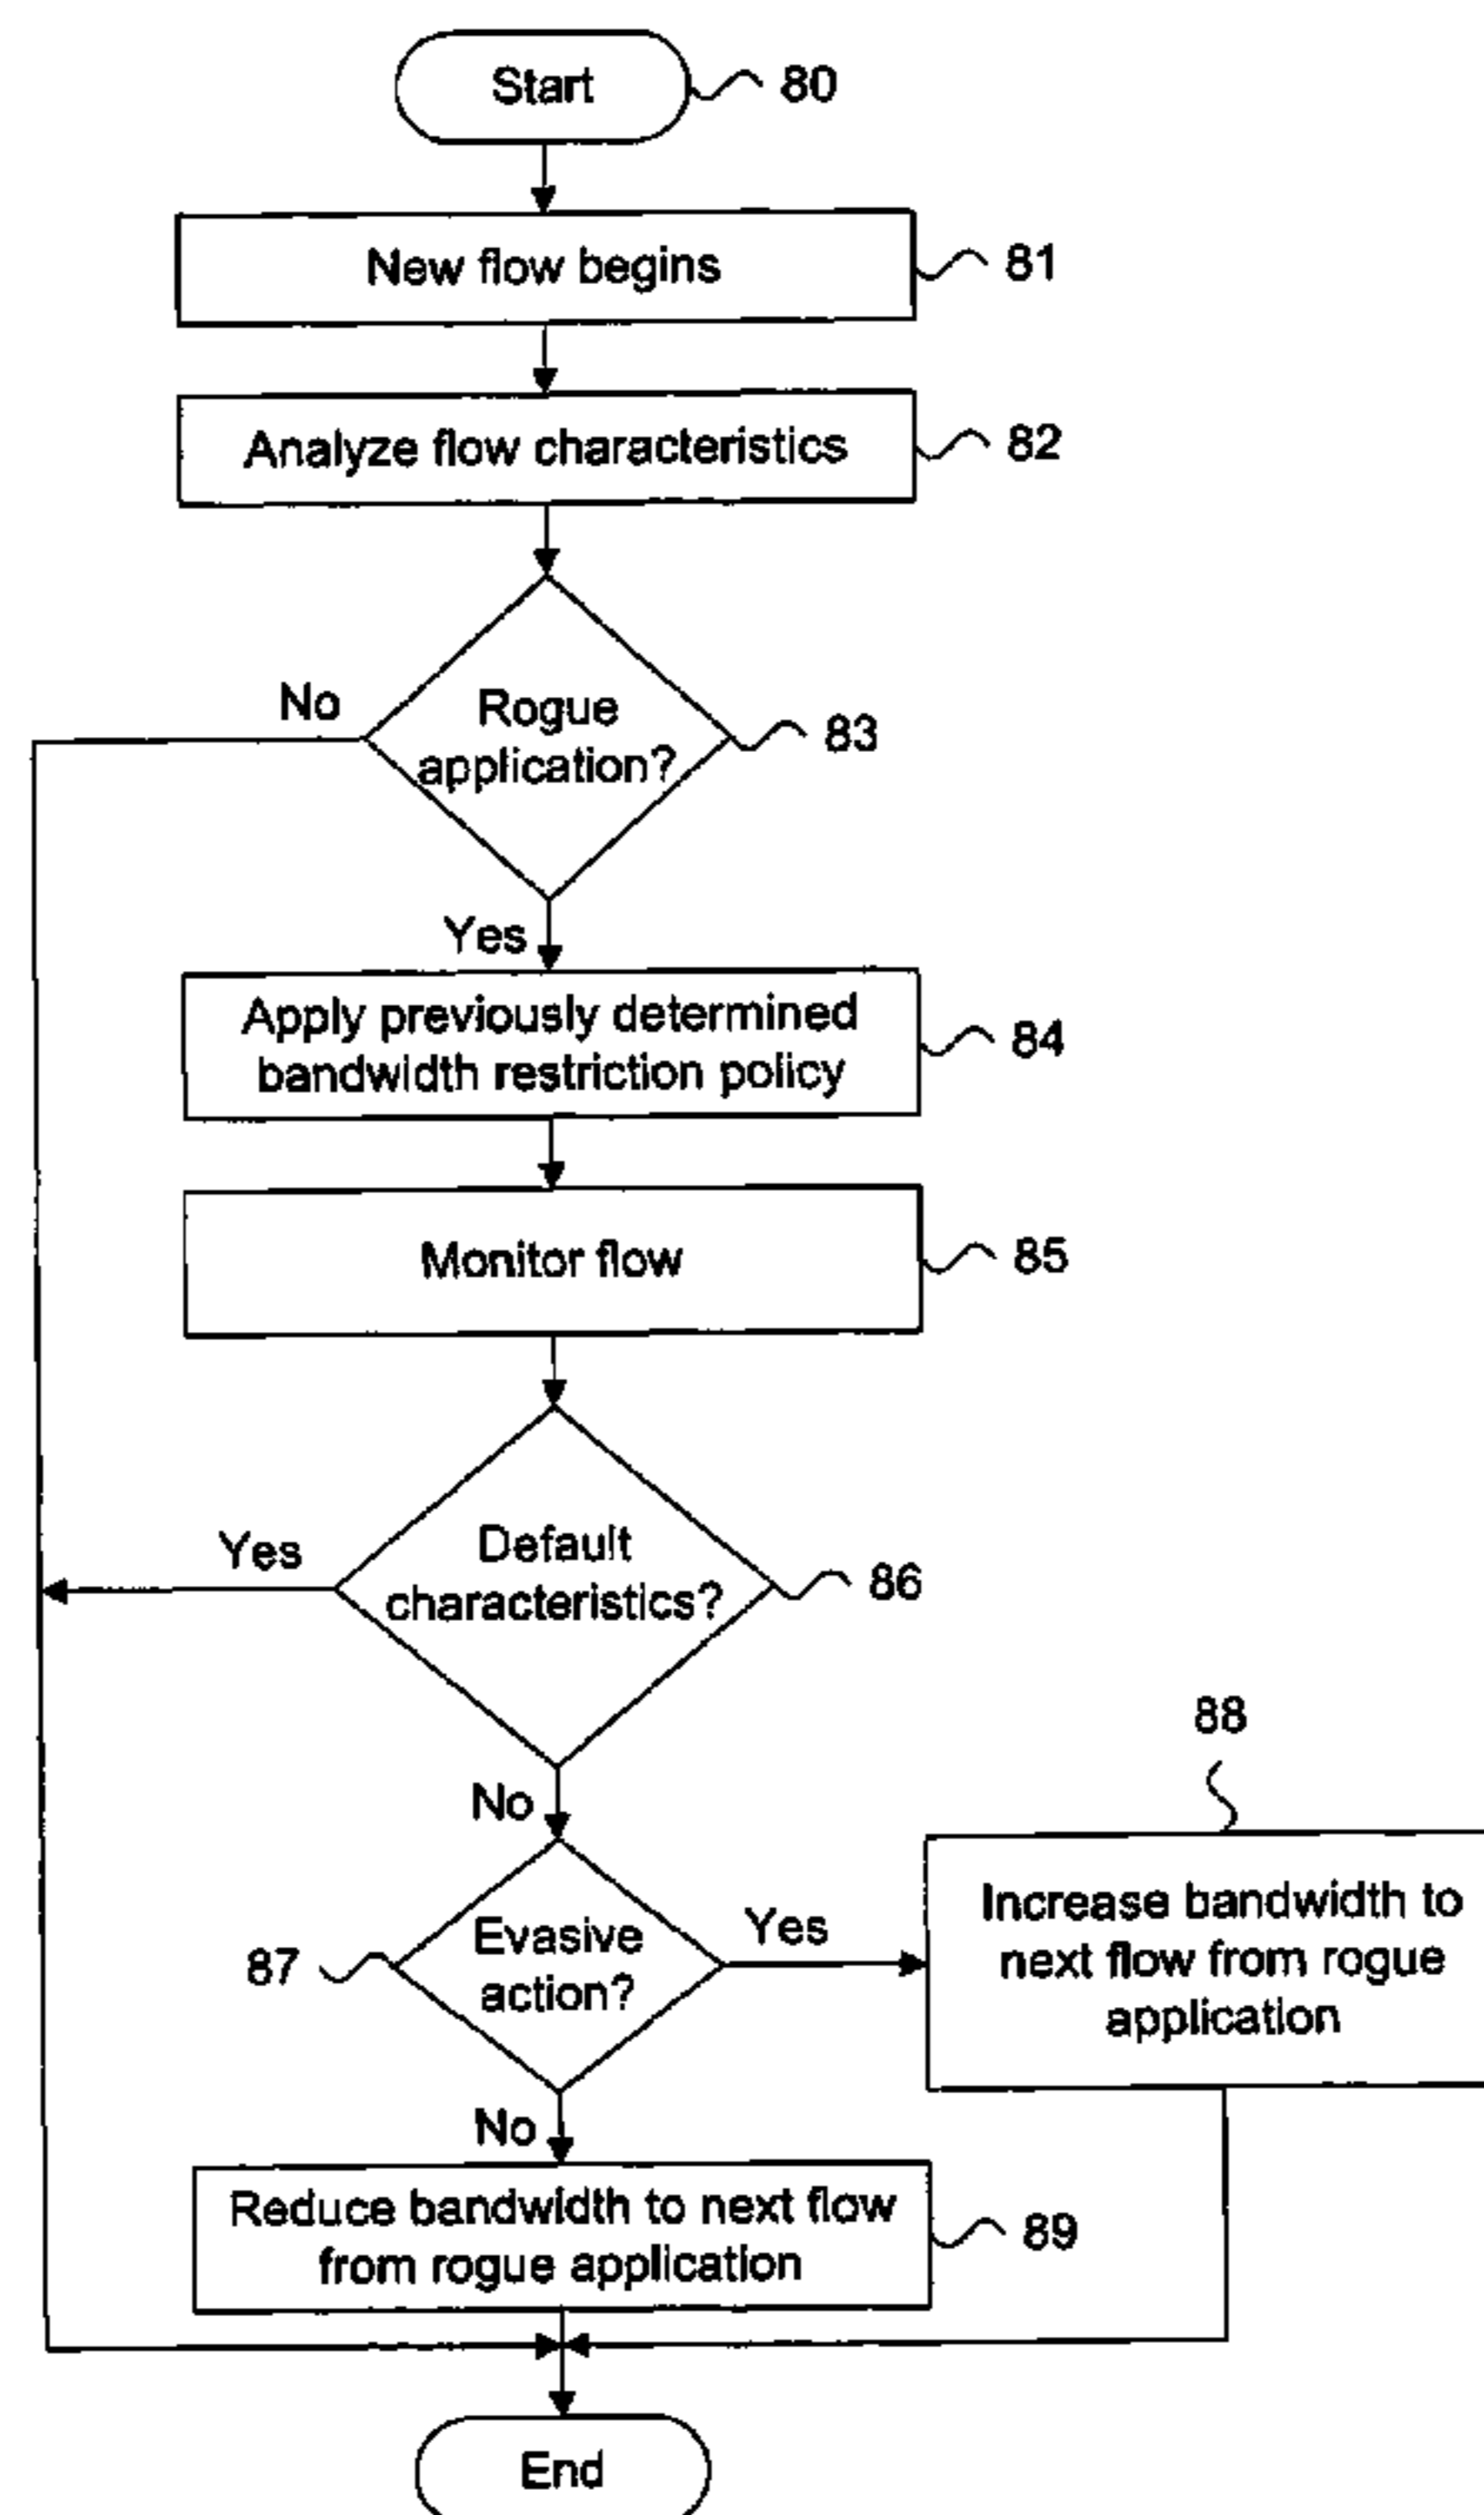 Start
80
New flow begins
81
Analyze flow characteristics
82
No
Rogue
application?
83
Yes
Apply previously determined
bandwidth restriction policy
84
Monitor flow
85
Yes
Default
characteristics?
86
88
No
Increase bandwidth to
next flow from rogue
application
87
Evasive
action?
Yes
No
Reduce bandwidth to next flow
from rogue application
89
End